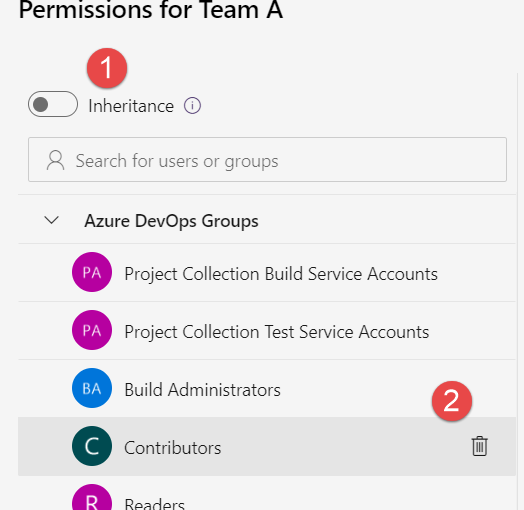 Permissions for Team A
1
Inheritance
Search for users or groups
Azure DevOps Groups
PA Project Collection Build Service Accounts
PA Project Collection Test Service Accounts
BA Build Administrators
2
C Contributors
R Readers